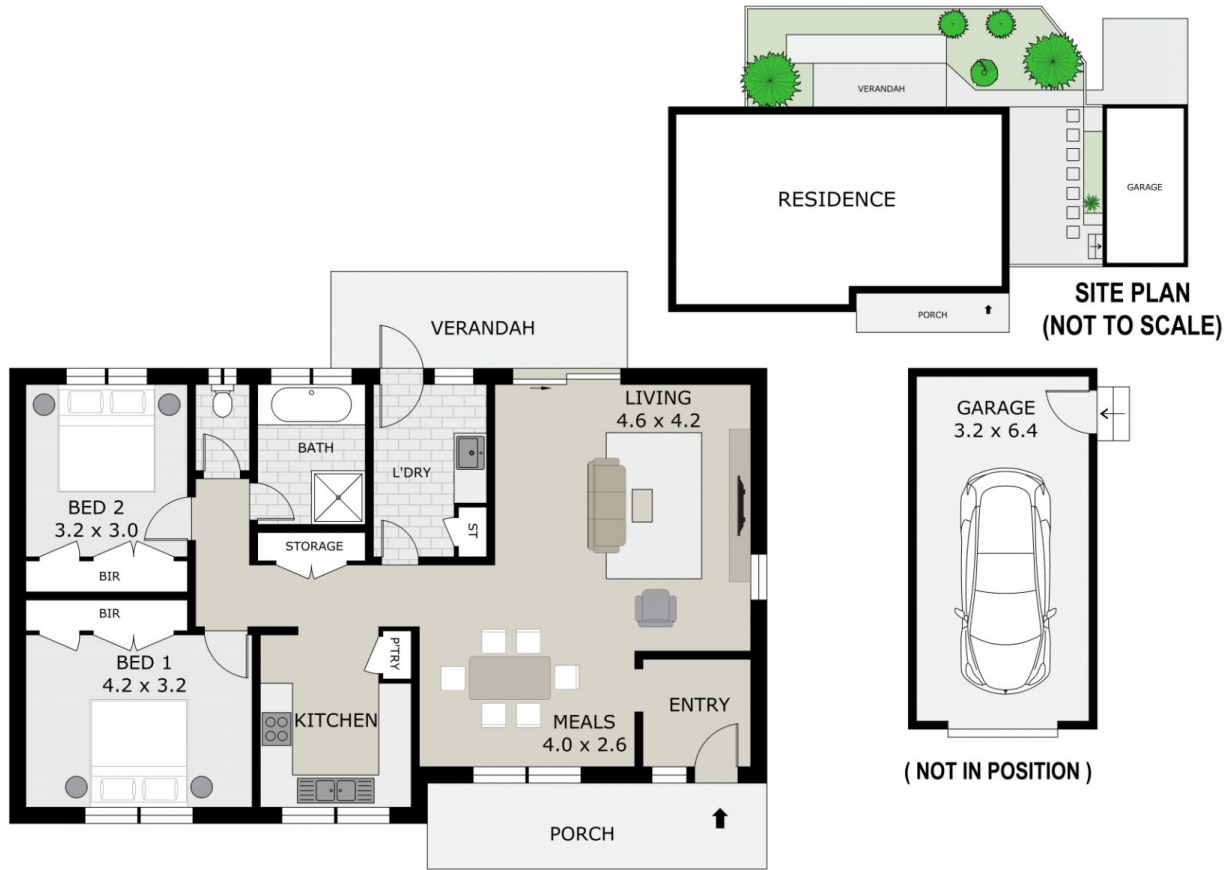 VERANDAH
RESIDENCE
GARAGE
PORCH
SITE PLAN
(NOT TO SCALE)
VERANDAH
LIVING
4.6 x 4.2
BATH
L'DRY
ST
BED 2
3.2 x 3.0
BIR
STORAGE
BIR
BED 1
4.2 x 3.2
PTRY
KITCHEN
MEALS
4.0 x 2.6
ENTRY
PORCH
GARAGE
3.2 x 6.4
( NOT IN POSITION )